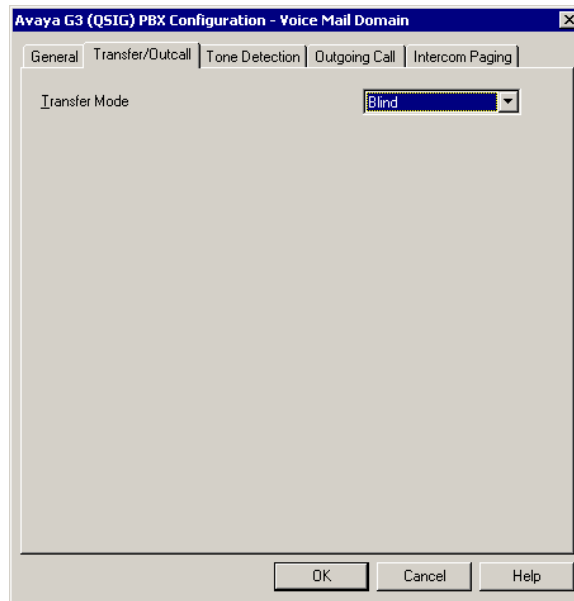 Avaya G3 (QSIG) PBX Configuration - Voice Mail Domain
General Transfer/Outcall Tone Detection Outgoing Call Intercom Paging
Transfer Mode Blind
OK Cancel Help